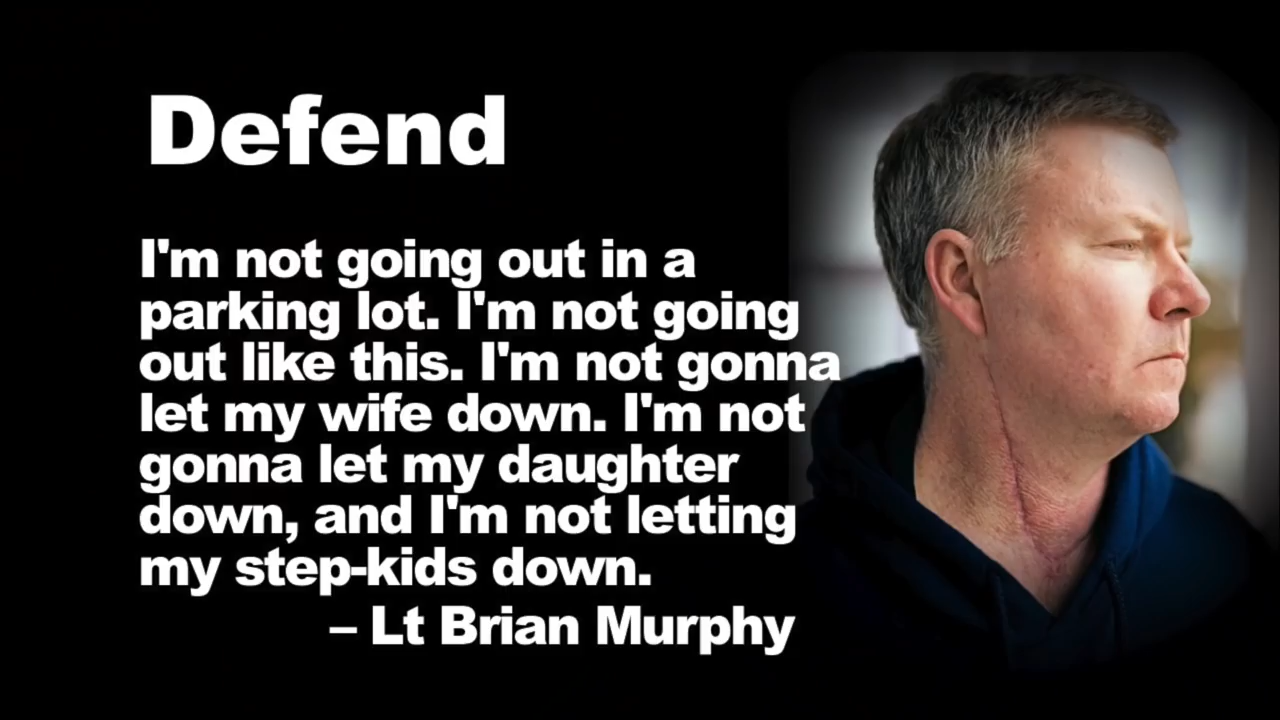 Defend
I'm not going out in a
parking lot. I'm not going
out like this. I'm not gonna
let my wife down. I'm not
gonna let my daughter
down, and I'm not letting
my step-kids down.
– Lt Brian Murphy